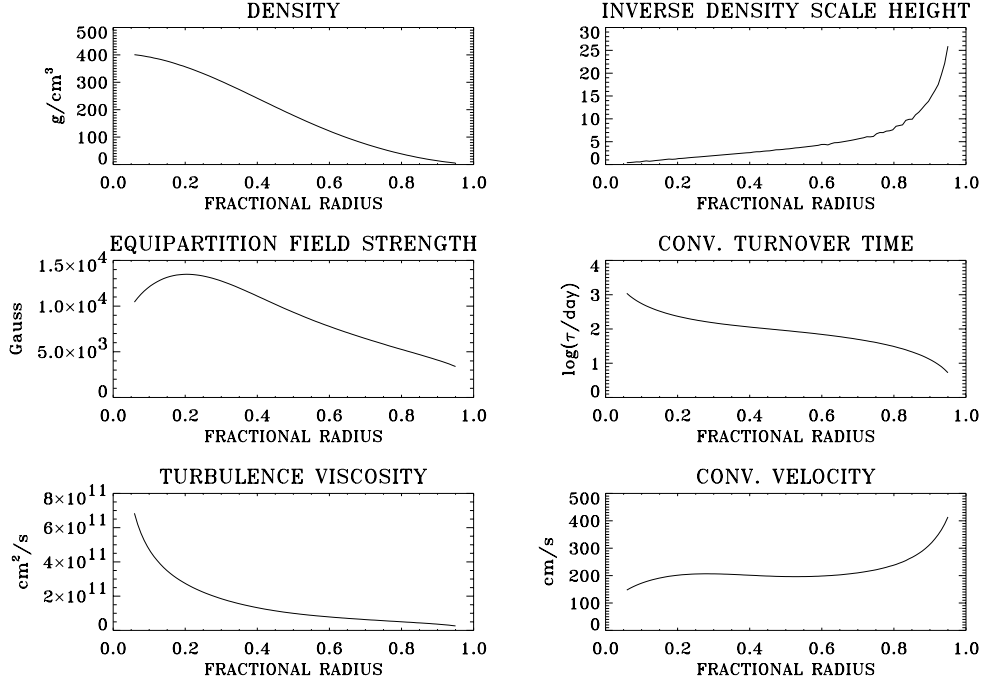 DENSITY
500
400
300
200
100
0
g/cm³
0.0 0.2 0.4 0.6 0.8 1.0
FRACTIONAL RADIUS
INVERSE DENSITY SCALE HEIGHT
30
25
20
15
10
5
0
0.0 0.2 0.4 0.6 0.8 1.0
FRACTIONAL RADIUS
EQUIPARTITION FIELD STRENGTH
1.5×10⁴
1.0×10⁴
5.0×10³
0
Gauss
0.0 0.2 0.4 0.6 0.8 1.0
FRACTIONAL RADIUS
CONV. TURNOVER TIME
4
3
2
1
0
log(τ/day)
0.0 0.2 0.4 0.6 0.8 1.0
FRACTIONAL RADIUS
TURBULENCE VISCOSITY
8×10¹¹
6×10¹¹
4×10¹¹
2×10¹¹
0
cm²/s
0.0 0.2 0.4 0.6 0.8 1.0
FRACTIONAL RADIUS
CONV. VELOCITY
500
400
300
200
100
0
cm/s
0.0 0.2 0.4 0.6 0.8 1.0
FRACTIONAL RADIUS